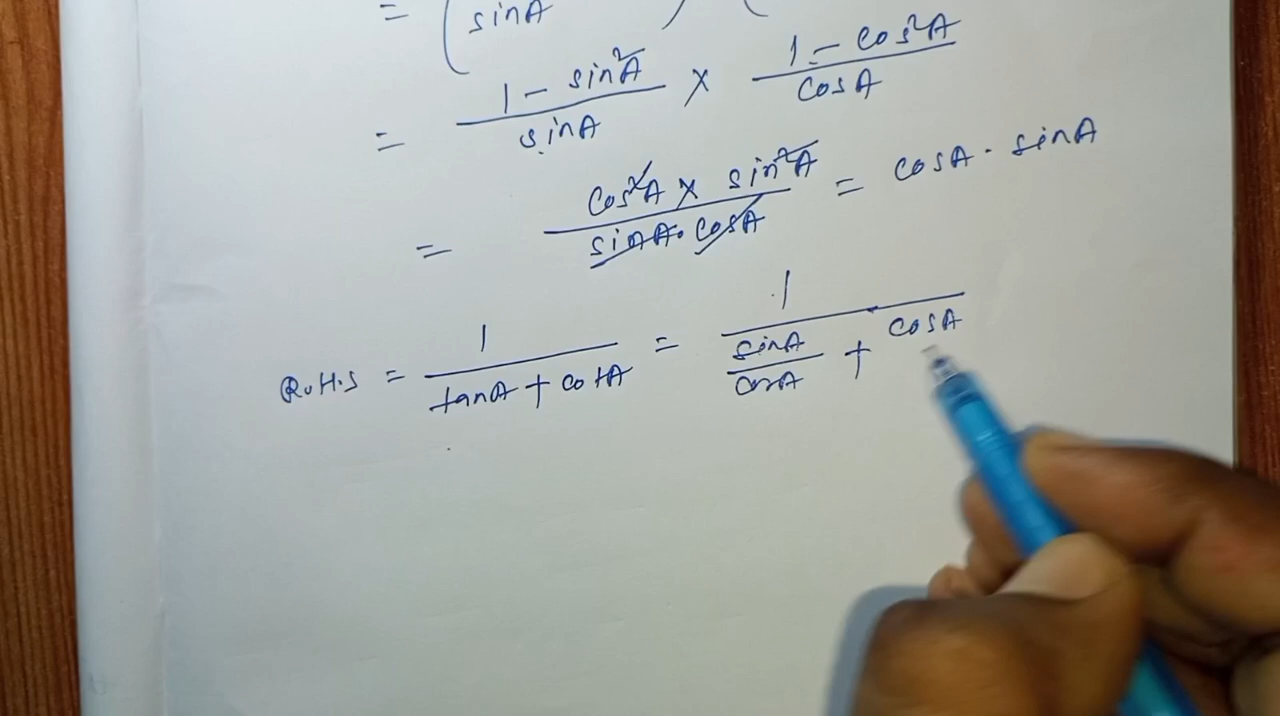 = ( sinA ) (
= 1 - sin²A / sinA × 1 - cos²A / cosA
= cos²A × sin²A / sinA · cosA = cosA · sinA
R.H.S = 1 / tanA + cotA = 1 / sinA / cosA + cosA